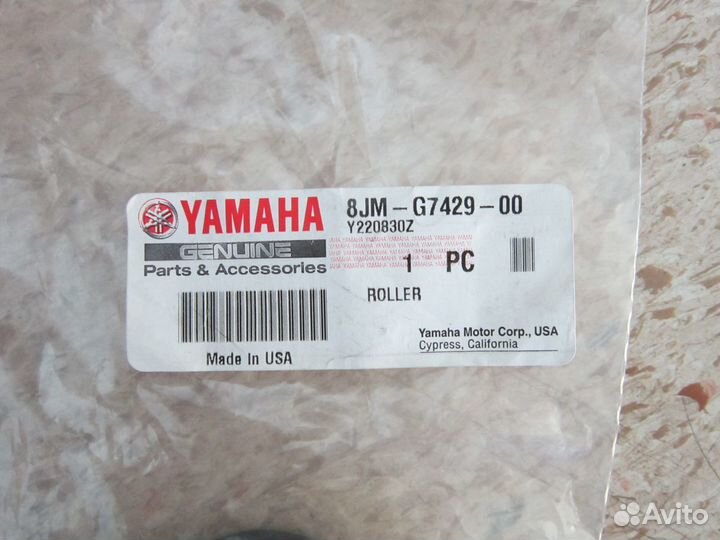 YAMAHA
GENUINE
Parts & Accessories
8JM-G7429-00
Y220830Z
1 PC
ROLLER
Made In USA
Yamaha Motor Corp., USA
Cypress, California
Avito